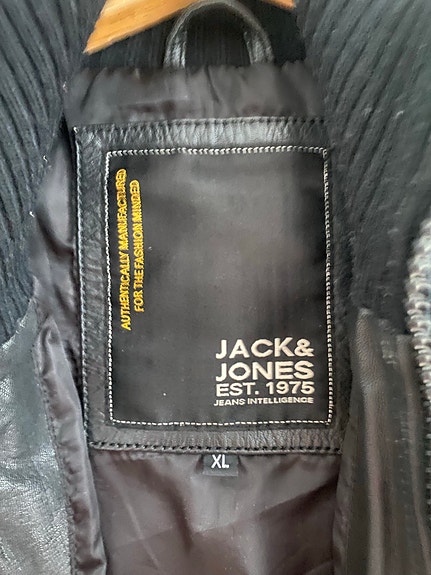 AUTHENTICALLY MANUFACTURED
FOR THE FASHION MINDED
JACK&
JONES
EST. 1975
JEANS INTELLIGENCE
XL